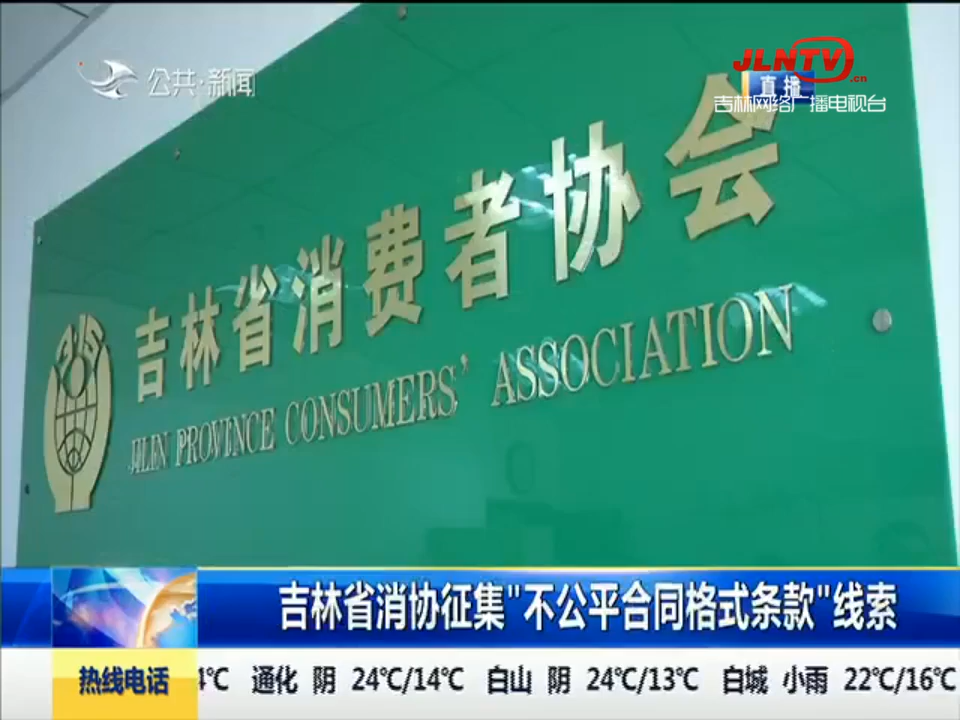 公共·新闻
JLNTV.cn
直播
吉林网络广播电视台
吉林省消费者协会
JILIN PROVINCE CONSUMERS' ASSOCIATION
吉林省消协征集"不公平合同格式条款"线索
热线电话
4℃ 通化 阴 24℃/14℃ 白山 阴 24℃/13℃ 白城 小雨 22℃/16℃